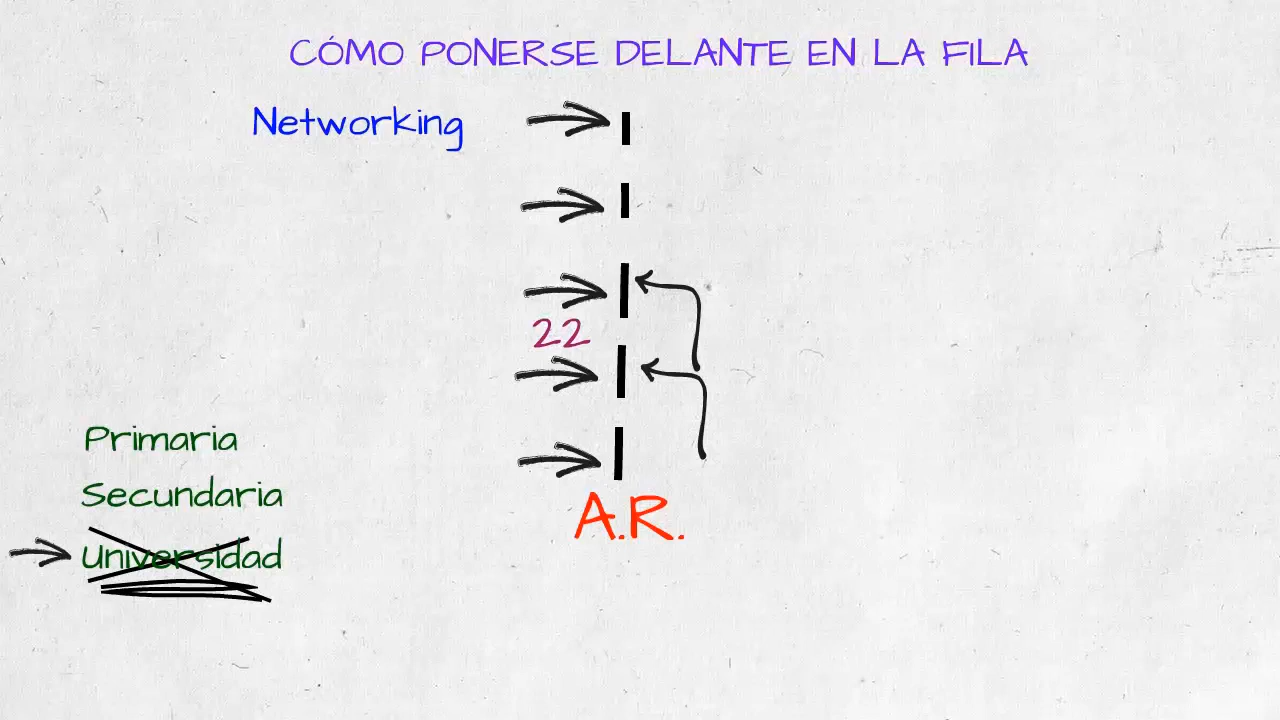 CÓMO PONERSE DELANTE EN LA FILA
Networking
22
Primaria
Secundaria
Universidad
A.R.